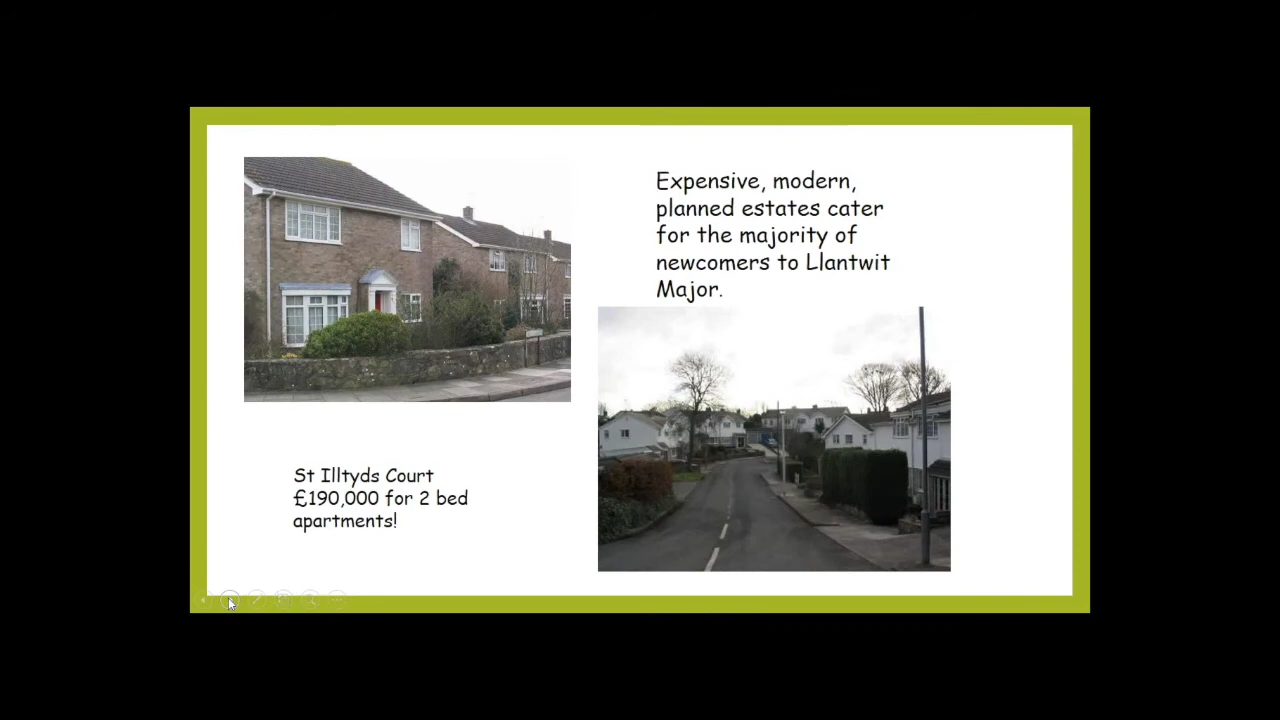 Expensive, modern,
planned estates cater
for the majority of
newcomers to Llantwit
Major.
St Illtyds Court
£190,000 for 2 bed
apartments!